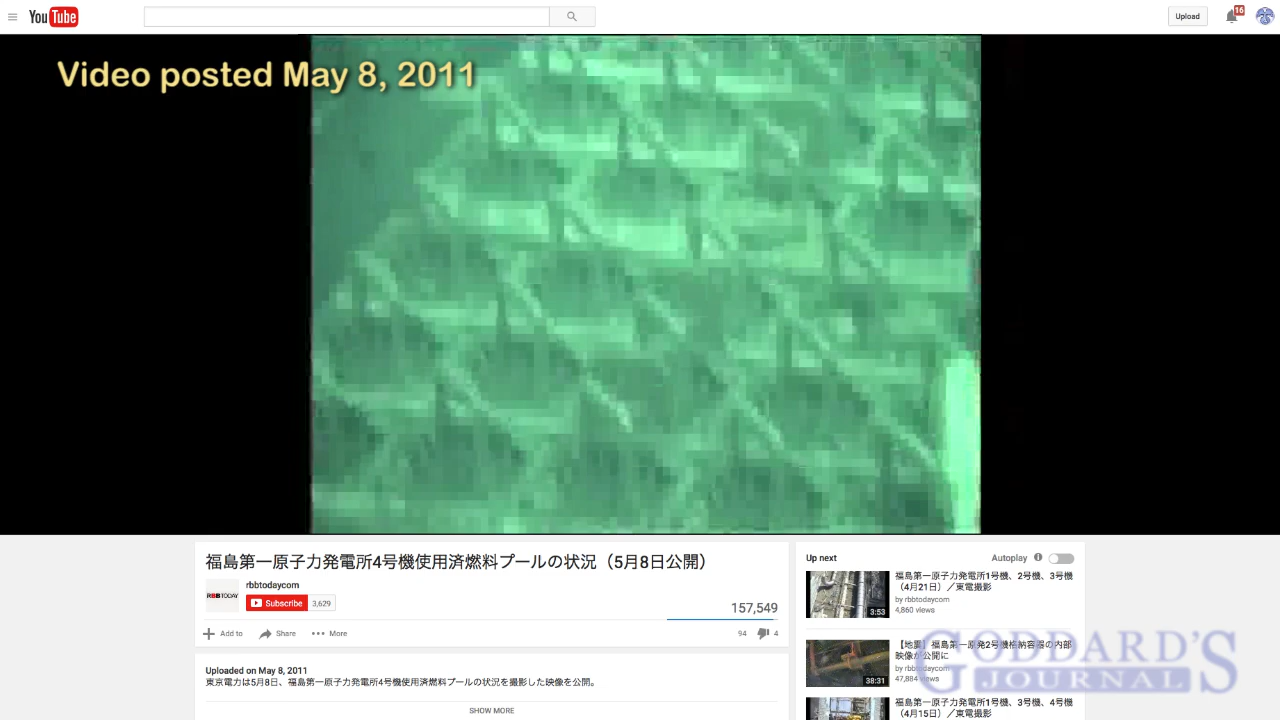 YouTube
Upload
16
Video posted May 8, 2011
福島第一原子力発電所4号機使用済燃料プールの状況（5月8日公開）
RBBTODAY
rbbtodaycom
Subscribe 3,629
157,549
Add to Share More
94 4
Uploaded on May 8, 2011
東京電力は5月8日、福島第一原子力発電所4号機使用済燃料プールの状況を撮影した映像を公開。
SHOW MORE
Up next
Autoplay
福島第一原子力発電所1号機、2号機、3号機
（4月21日）／東電撮影
by rbbtodaycom
4,860 views
3:53
【地震】福島第一原発2号機格納容器の内部
映像が公開に
by rbbtodaycom
47,884 views
38:31
福島第一原子力発電所1号機、3号機、4号機
（4月15日）／東電撮影
GODDARD'S
JOURNAL